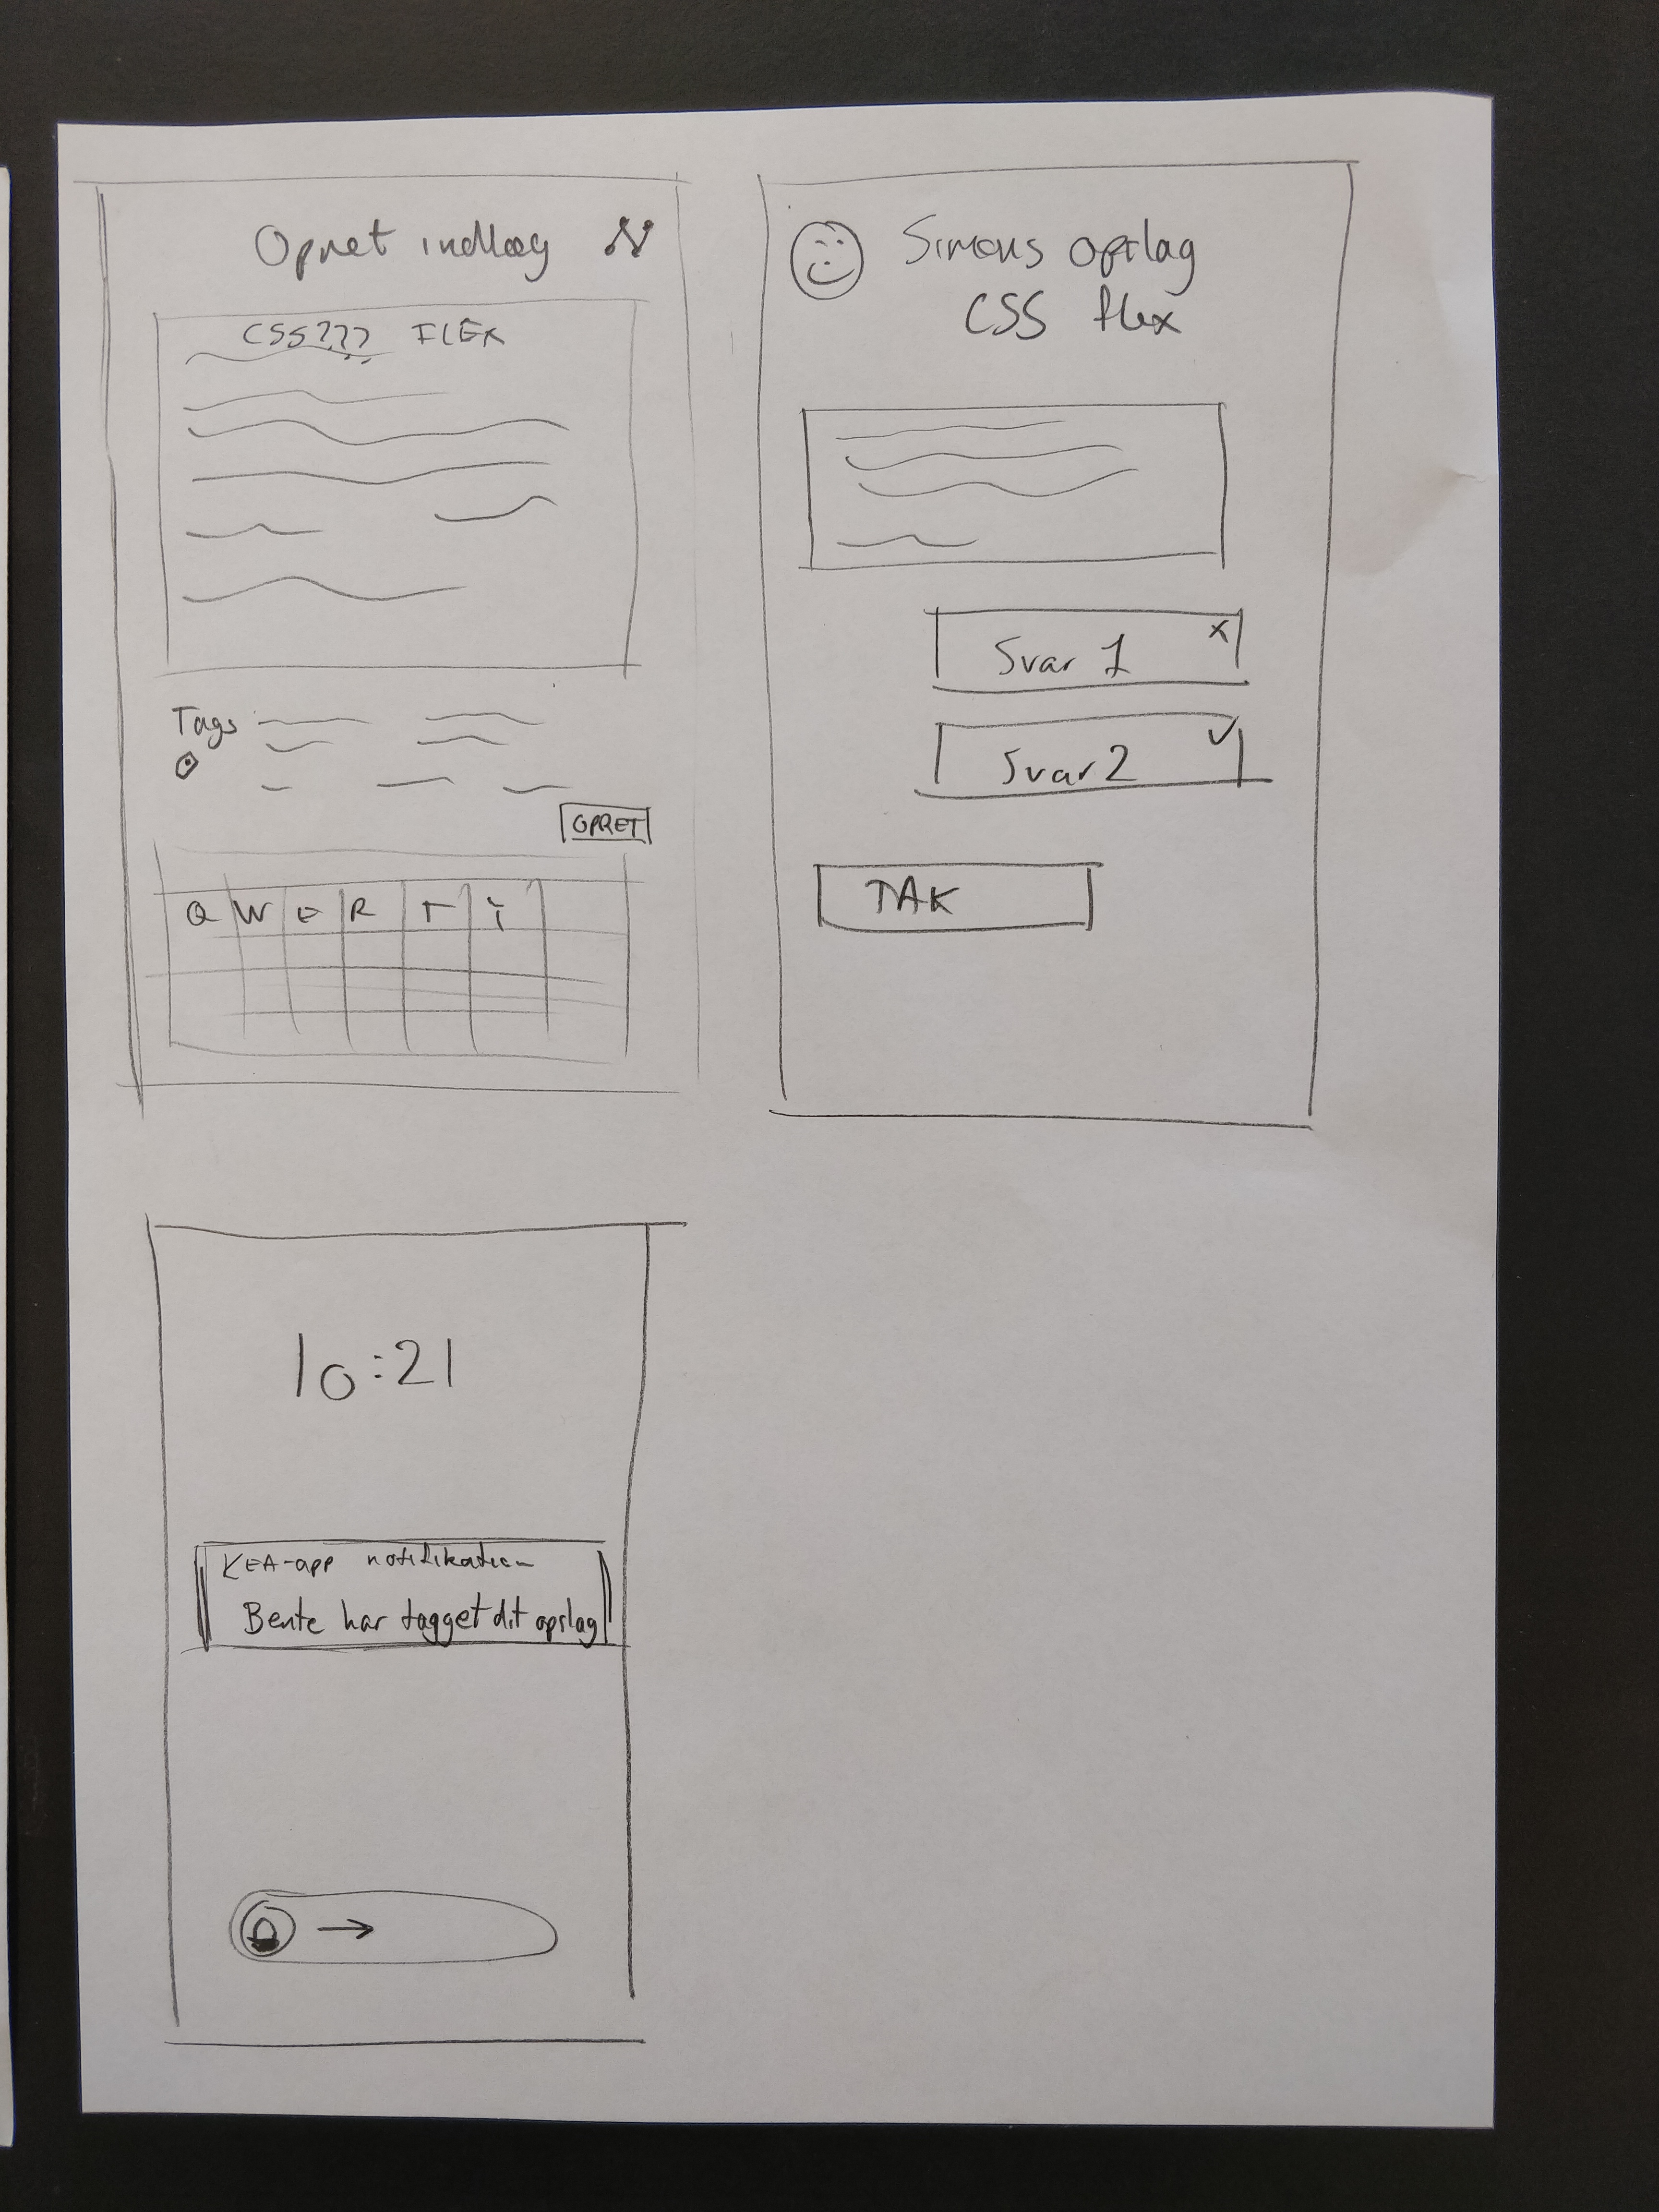 Opret indlæg
CSS??? FLEX
Tags
OPRET
Q W E R T Y
Simons opslag
CSS flex
Svar 1 x
Svar 2 ✓
TAK
10:21
KEA-app notifikation
Bente har tagget dit opslag